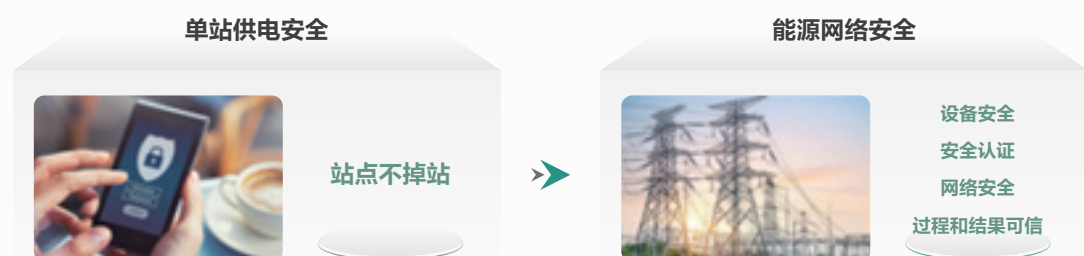 单站供电安全
站点不掉站
能源网络安全
设备安全
安全认证
网络安全
过程和结果可信